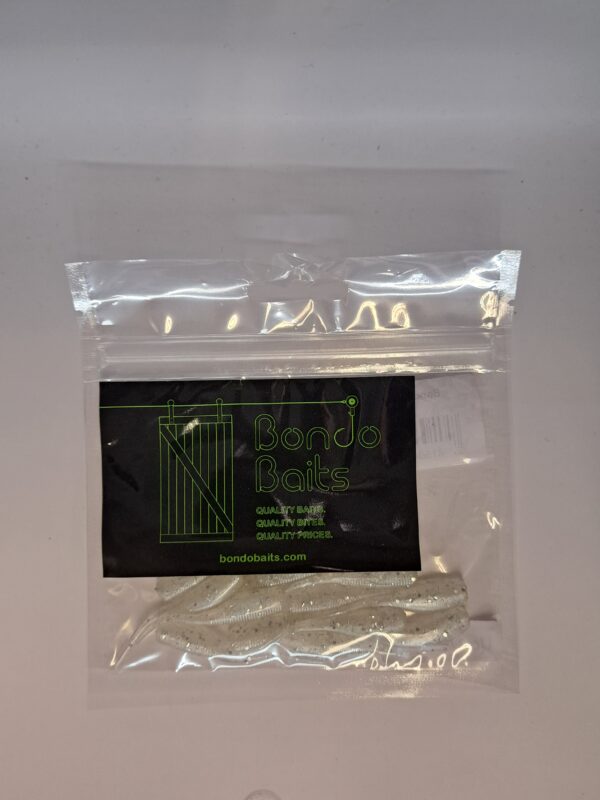 Bondo
Baits
QUALITY BAITS.
QUALITY BITES.
QUALITY PRICES.
bondobaits.com